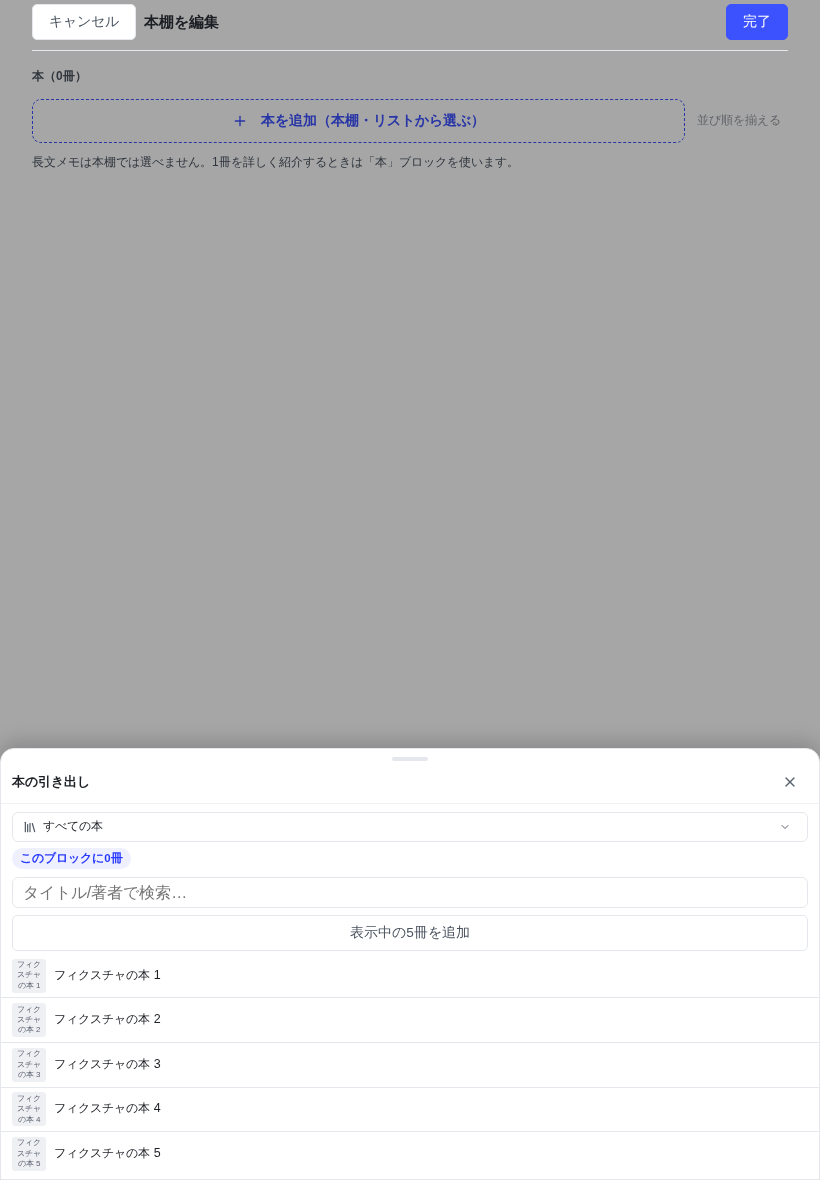 キャンセル 本棚を編集 完了
本（0冊）
＋ 本を追加（本棚・リストから選ぶ） 並び順を揃える
長文メモは本棚では選べません。1冊を詳しく紹介するときは「本」ブロックを使います。
本の引き出し
すべての本
このブロックに0冊
タイトル/著者で検索…
表示中の5冊を追加
フィク
スチャ
の本 1
フィクスチャの本 1
フィク
スチャ
の本 2
フィクスチャの本 2
フィク
スチャ
の本 3
フィクスチャの本 3
フィク
スチャ
の本 4
フィクスチャの本 4
フィク
スチャ
の本 5
フィクスチャの本 5